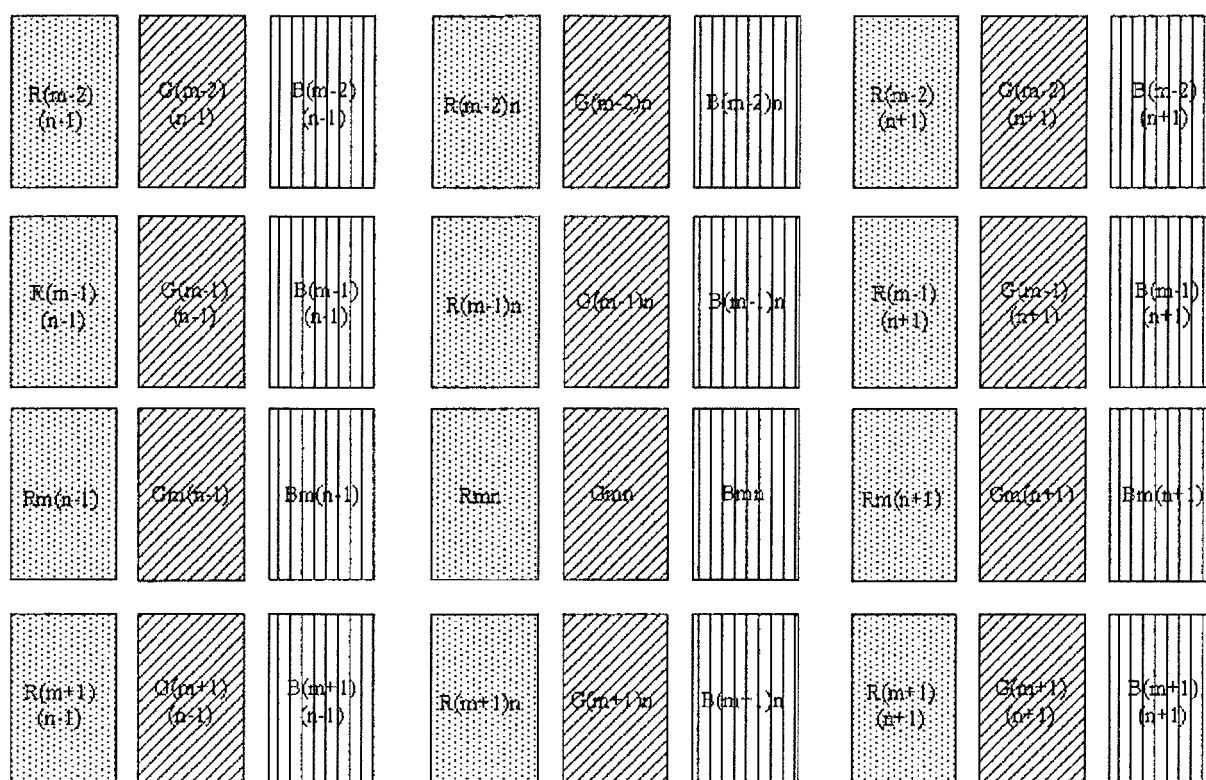 R(m-2)
(n-1)
G(m-2)
(n-1)
B(m-2)
(n-1)
R(m-2)n
G(m-2)n
B(m-2)n
R(m-2)
(n+1)
G(m-2)
(n+1)
B(m-2)
(n+1)
R(m-1)
(n-1)
G(m-1)
(n-1)
B(m-1)
(n-1)
R(m-1)n
G(m-1)n
B(m-1)n
R(m-1)
(n+1)
G(m-1)
(n+1)
B(m-1)
(n+1)
Rm(n-1)
Gm(n-1)
Bm(n-1)
Rmn
Gmn
Bmn
Rm(n+1)
Gm(n+1)
Bm(n+1)
R(m+1)
(n-1)
G(m+1)
(n-1)
B(m+1)
(n-1)
R(m+1)n
G(m+1)n
B(m+1)n
R(m+1)
(n+1)
G(m+1)
(n+1)
B(m+1)
(n+1)